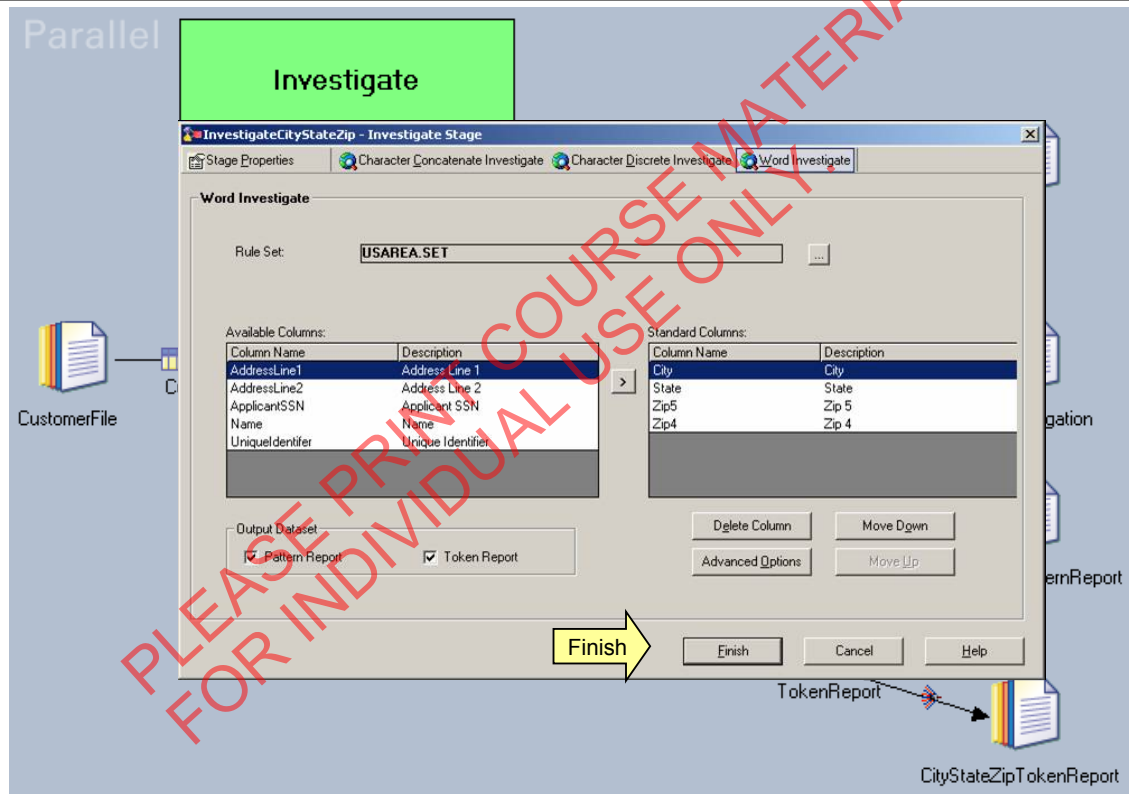 Parallel
Investigate
InvestigateCityStateZip - Investigate Stage
Stage Properties
Character Concatenate Investigate
Character Discrete Investigate
Word Investigate
Word Investigate
Rule Set:
USAREA.SET
...
Available Columns:
Column Name Description
AddressLine1 Address Line 1
AddressLine2 Address Line 2
ApplicantSSN Applicant SSN
Name Name
UniqueIdentifer Unique Identifier
>
Standard Columns:
Column Name Description
City City
State State
Zip5 Zip 5
Zip4 Zip 4
Output Dataset
Pattern Report
Token Report
Delete Column
Move Down
Advanced Options
Move Up
Finish
Finish
Cancel
Help
CustomerFile
C
gation
ernReport
TokenReport
CityStateZipTokenReport
PLEASE PRINT COURSE MATERIA
FOR INDIVIDUAL USE ONLY.